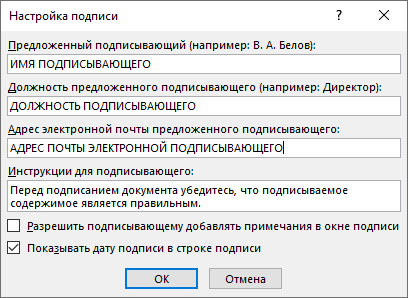 Настройка подписи
Предложенный подписывающий (например: В. А. Белов):
ИМЯ ПОДПИСЫВАЮЩЕГО
Должность предложенного подписывающего (например: Директор):
ДОЛЖНОСТЬ ПОДПИСЫВАЮЩЕГО
Адрес электронной почты предложенного подписывающего:
АДРЕС ПОЧТЫ ЭЛЕКТРОННОЙ ПОДПИСЫВАЮЩЕГО
Инструкции для подписывающего:
Перед подписанием документа убедитесь, что подписываемое
содержимое является правильным.
Разрешить подписывающему добавлять примечания в окне подписи
Показывать дату подписи в строке подписи
ОК
Отмена